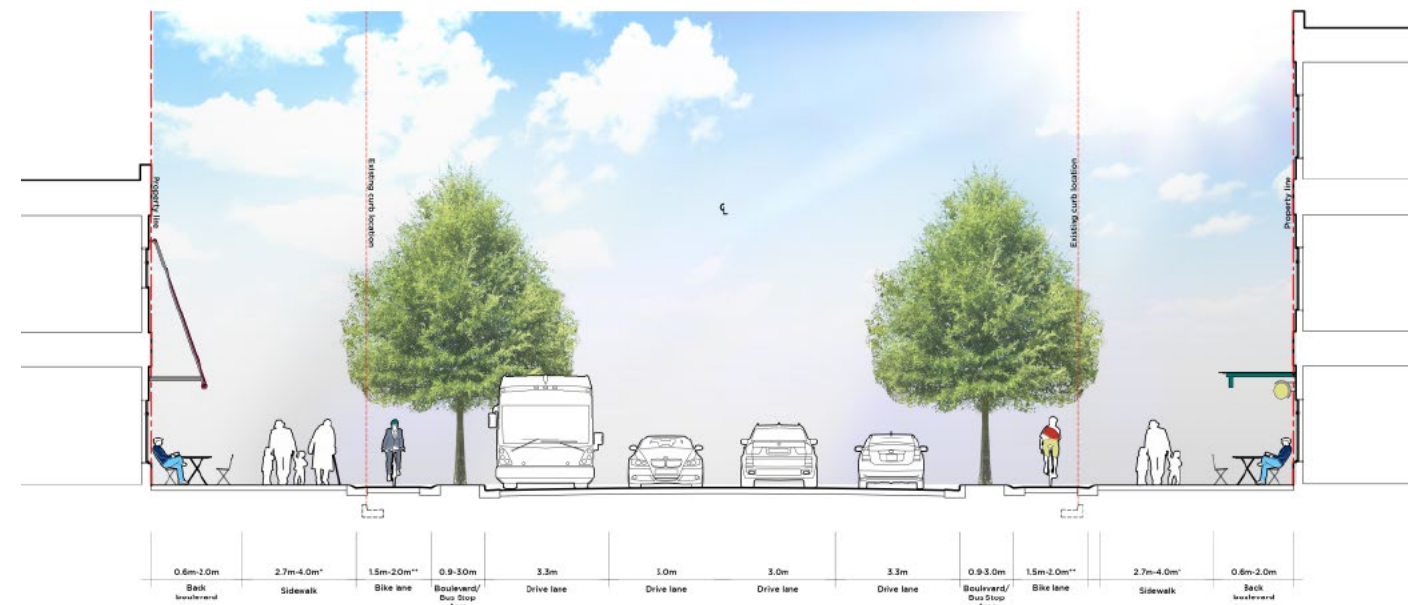 Property line
Existing curb location
℄
Existing curb location
Property line
0.6m-2.0m 2.7m-4.0m* 1.5m-2.0m** 0.9-3.0m 3.3m 3.0m 3.0m 3.3m 0.9-3.0m 1.5m-2.0m** 2.7m-4.0m* 0.6m-2.0m
Back Sidewalk Bike lane Boulevard/ Drive lane Drive lane Drive lane Drive lane Boulevard/ Bike lane Sidewalk Back
boulevard Bus Stop Bus Stop boulevard